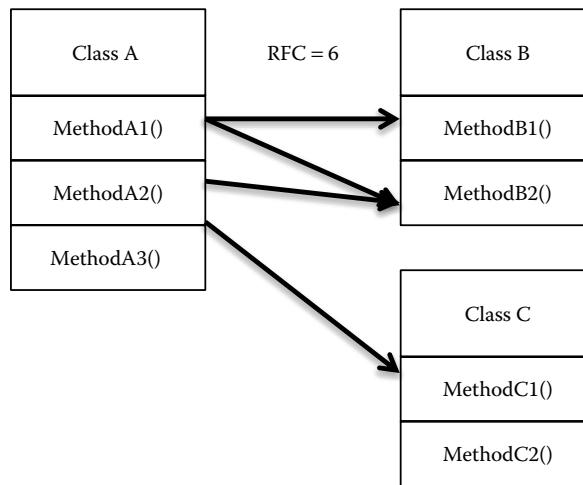 Class A
RFC = 6
Class B
MethodA1()
MethodB1()
MethodA2()
MethodB2()
MethodA3()
Class C
MethodC1()
MethodC2()